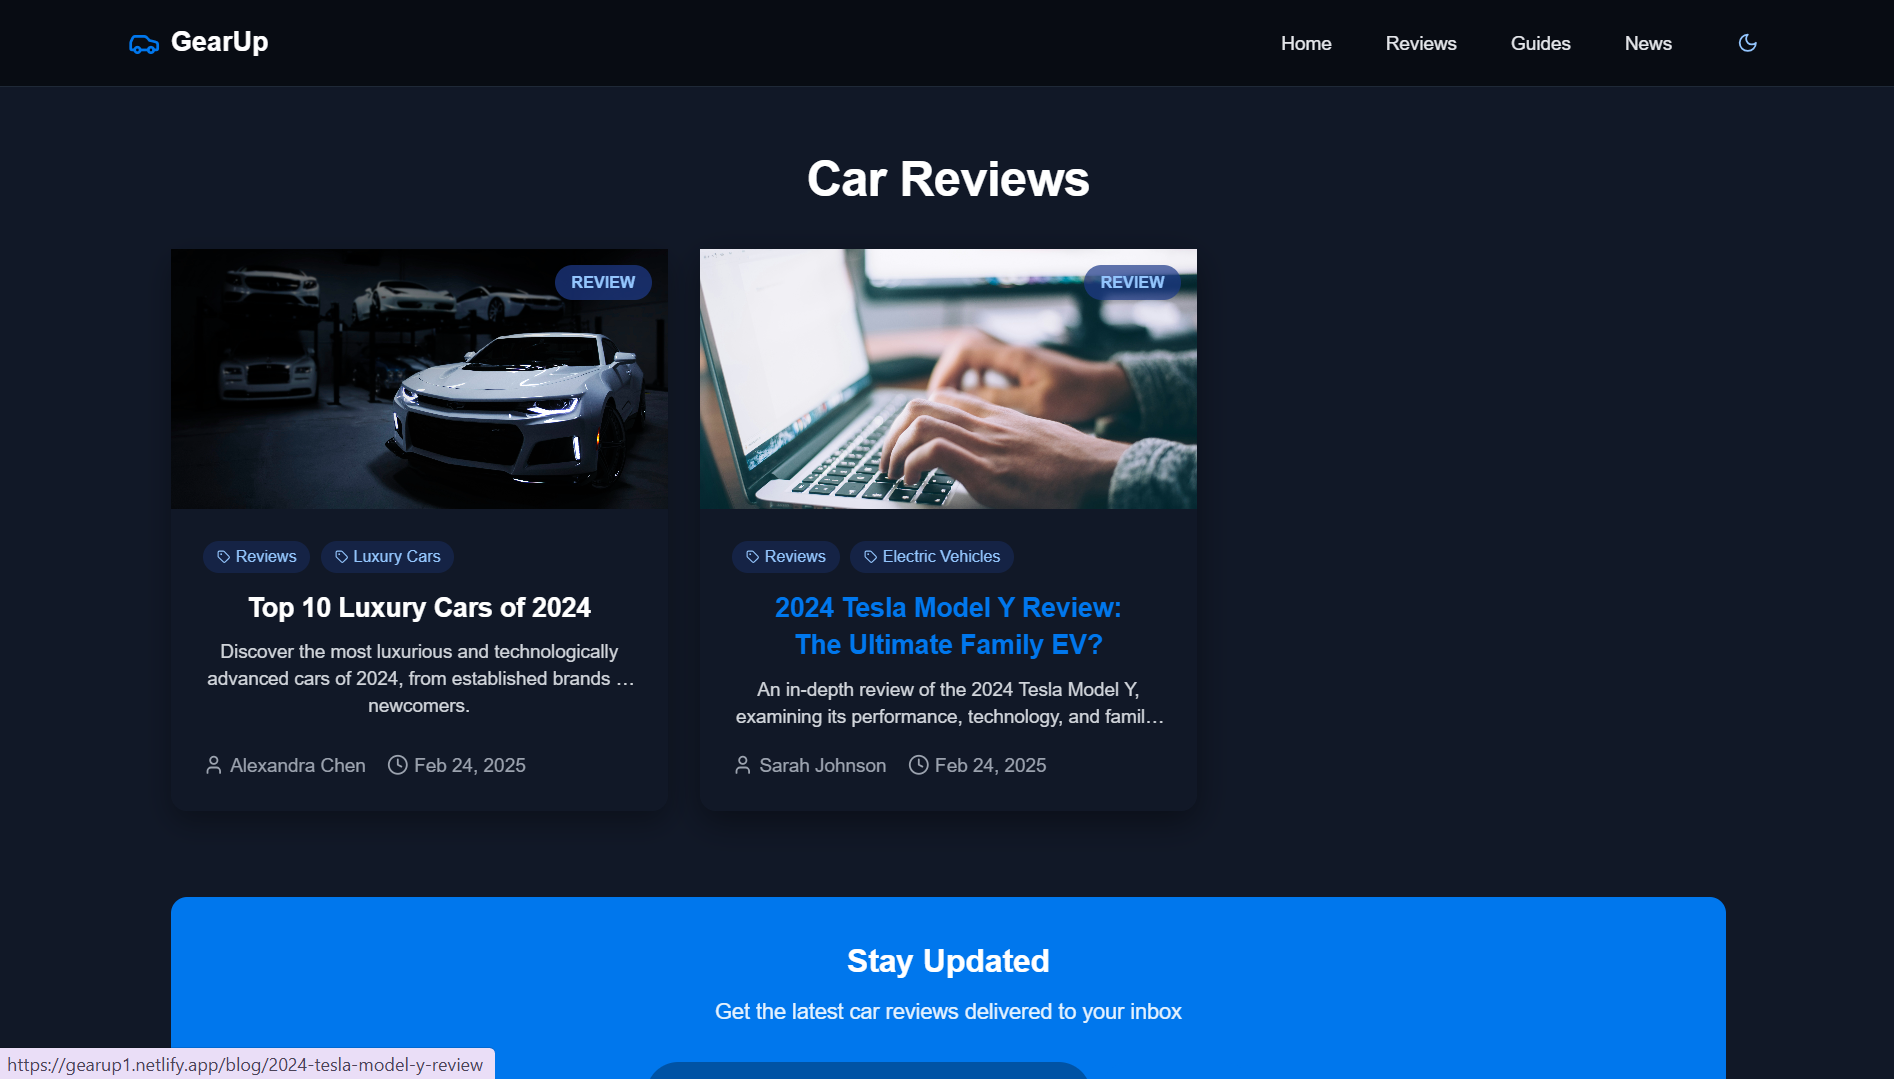 GearUp
Home
Reviews
Guides
News
Car Reviews
REVIEW
Reviews
Luxury Cars
Top 10 Luxury Cars of 2024
Discover the most luxurious and technologically
advanced cars of 2024, from established brands …
newcomers.
Alexandra Chen
Feb 24, 2025
REVIEW
Reviews
Electric Vehicles
2024 Tesla Model Y Review:
The Ultimate Family EV?
An in-depth review of the 2024 Tesla Model Y,
examining its performance, technology, and famil…
Sarah Johnson
Feb 24, 2025
Stay Updated
Get the latest car reviews delivered to your inbox
https://gearup1.netlify.app/blog/2024-tesla-model-y-review